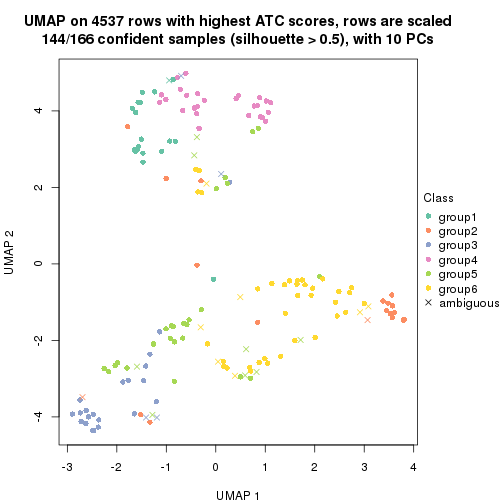 UMAP on 4537 rows with highest ATC scores, rows are scaled
144/166 confident samples (silhouette > 0.5), with 10 PCs
4
2
0
-2
-4
UMAP 2
-3 -2 -1 0 1 2 3 4
UMAP 1
Class
group1
group2
group3
group4
group5
group6
ambiguous